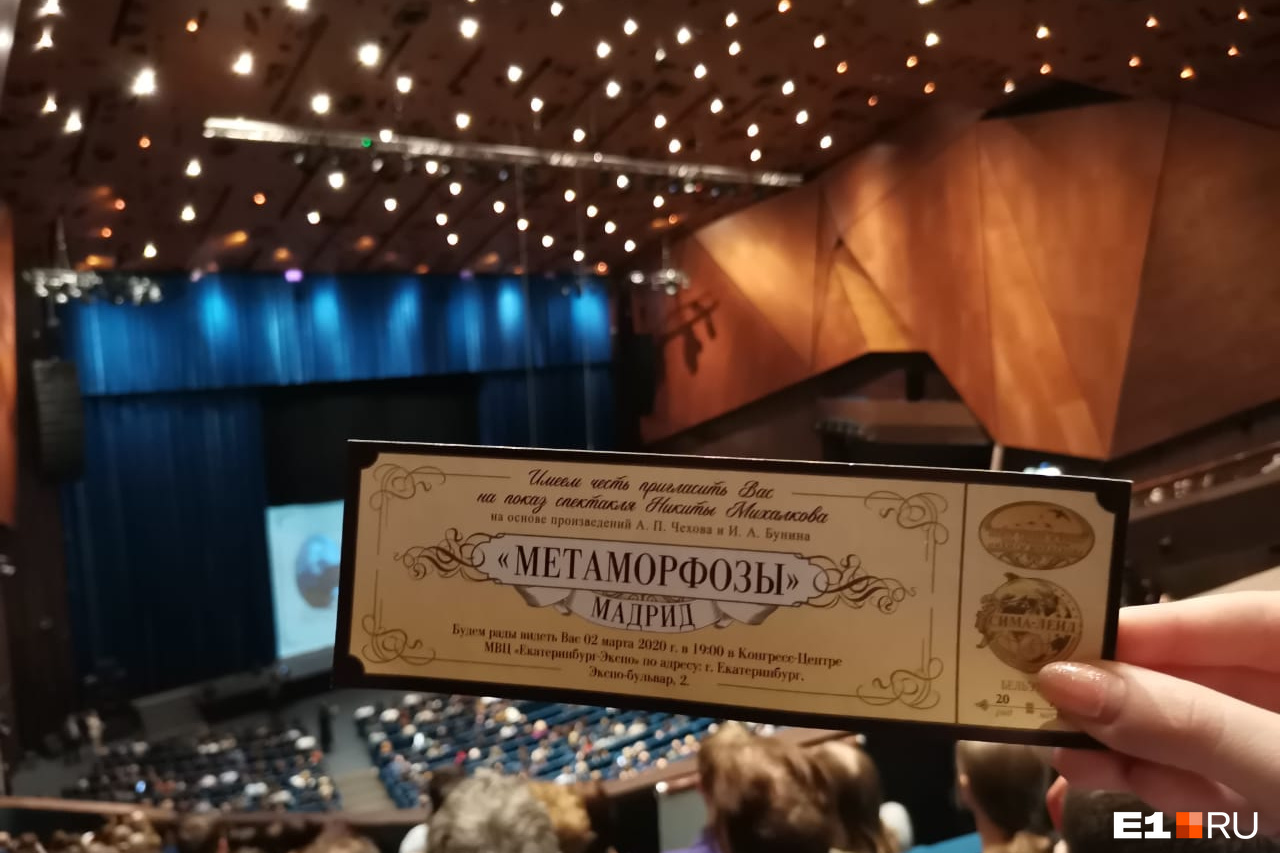 Имеем честь пригласить Вас
на показ спектакля Никиты Михалкова
на основе произведений А. П. Чехова и И. А. Бунина
«МЕТАМОРФОЗЫ»
МАДРИД
Будем рады видеть Вас 02 марта 2020 г. в 19:00 в Конгресс-Центре
МВЦ «Екатеринбург-Экспо» по адресу: г. Екатеринбург,
Экспо-бульвар, 2.
СИМА-ЛЕНД
20
E1.RU